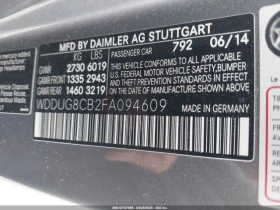 MFD BY DAIMLER AG STUTTGART
PASSENGER CAR 792 06/14
KG LBS
GVWR 2730 6019
GAWR FRT 1335 2943
GAWR RR 1460 3219
WDDUG8CB2FA094609
THIS VEHICLE CONFORMS TO ALL
APPLICABLE U.S. FEDERAL MOTOR
VEHICLE SAFETY, BUMPER, AND
THEFT PREVENTION STANDARDS IN
EFFECT ON THE DATE OF
MANUFACTURE SHOWN ABOVE.
MADE IN GERMANY